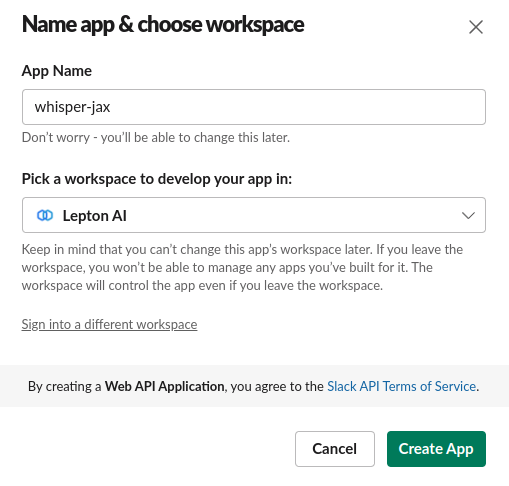 Name app & choose workspace
App Name
whisper-jax
Don't worry - you'll be able to change this later.
Pick a workspace to develop your app in:
Lepton AI
Keep in mind that you can't change this app's workspace later. If you leave the
workspace, you won't be able to manage any apps you've built for it. The
workspace will control the app even if you leave the workspace.
Sign into a different workspace
By creating a Web API Application, you agree to the Slack API Terms of Service.
Cancel
Create App